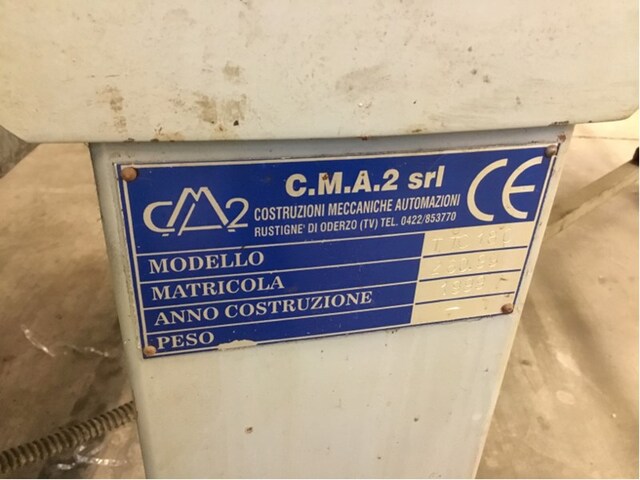 C.M.A.2 srl
CMA2
COSTRUZIONI MECCANICHE AUTOMAZIONI
RUSTIGNE' DI ODERZO (TV) TEL. 0422/853770
CE
MODELLO
MATRICOLA
ANNO COSTRUZIONE
PESO